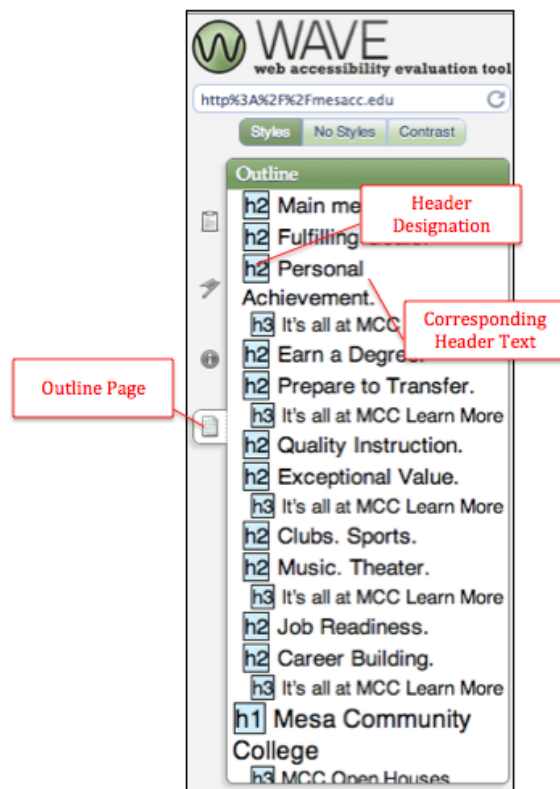 WAVE
web accessibility evaluation tool
http%3A%2F%2Fmesacc.edu
Styles No Styles Contrast
Outline
h2 Main me
Header
Designation
h2 Fulfilling
h2 Personal
Achievement.
h3 It's all at MCC
Corresponding
Header Text
h2 Earn a Degree.
Outline Page
h2 Prepare to Transfer.
h3 It's all at MCC Learn More
h2 Quality Instruction.
h2 Exceptional Value.
h3 It's all at MCC Learn More
h2 Clubs. Sports.
h2 Music. Theater.
h3 It's all at MCC Learn More
h2 Job Readiness.
h2 Career Building.
h3 It's all at MCC Learn More
h1 Mesa Community
College
h3 MCC Open Houses